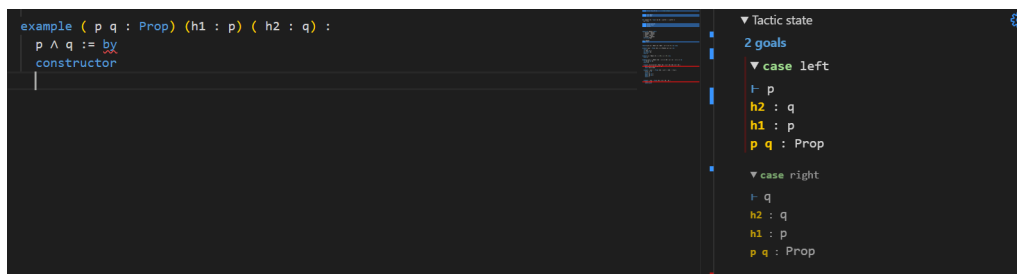 example ( p q : Prop) (h1 : p) ( h2 : q) :
p ∧ q := by
constructor
▼ Tactic state
2 goals
▼ case left
⊢ p
h2 : q
h1 : p
p q : Prop
▼ case right
⊢ q
h2 : q
h1 : p
p q : Prop